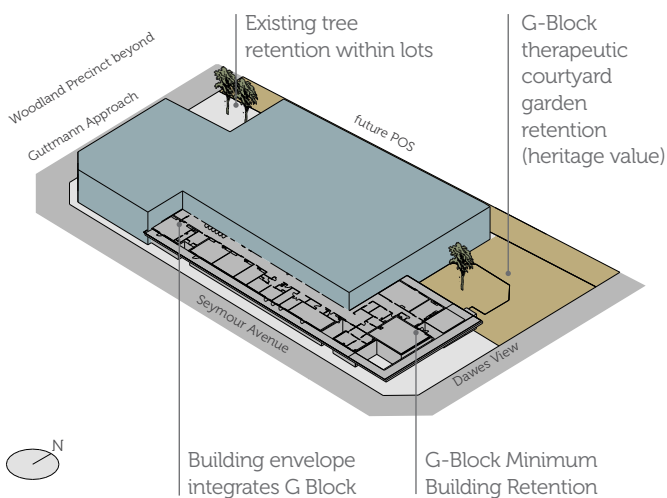 Existing tree
retention within lots
G-Block
therapeutic
courtyard
garden
retention
(heritage value)
Woodland Precinct beyond
Guttmann Approach
future POS
Seymour Avenue
Dawes View
N
Building envelope
integrates G Block
G-Block Minimum
Building Retention